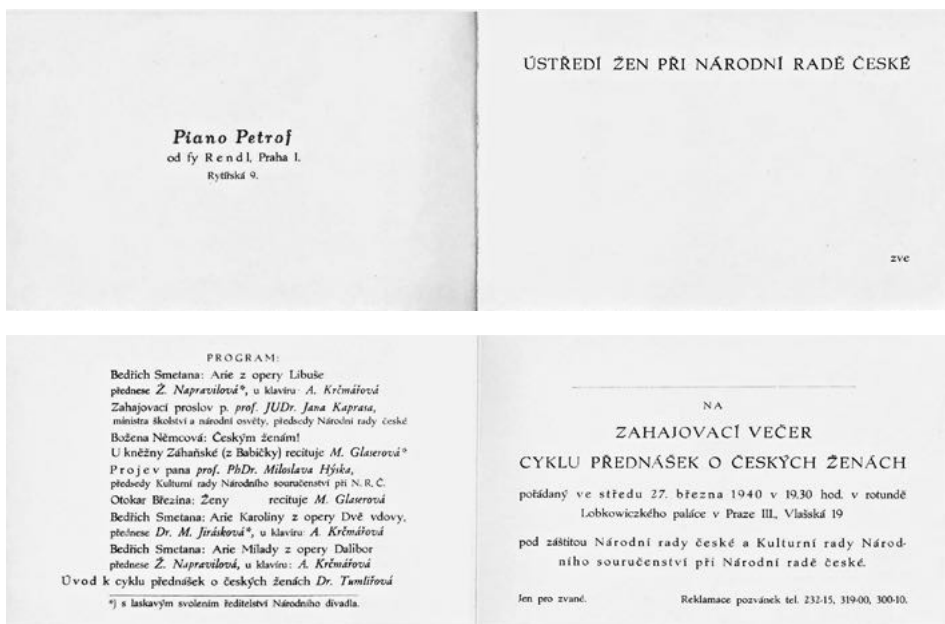 Piano Petrof
od fy Rendl, Praha I.
Rytířská 9.
ÚSTŘEDÍ ŽEN PŘI NÁRODNÍ RADĚ ČESKÉ
zve
PROGRAM:
Bedřich Smetana: Arie z opery Libuše
přednese Ž. Napravilová*, u klavíru: A. Krčmářová
Zahajovací proslov p. prof. JUDr. Jana Kaprasa,
ministra školství a národní osvěty, předsedy Národní rady české
Božena Němcová: Českým ženám!
U kněžny Záháňské (z Babičky) recituje M. Glaserová*
Projev pana prof. PhDr. Miloslava Hýska,
předsedy Kulturní rady Národního souručenství při N. R. Č.
Otokar Březina: Ženy recituje M. Glaserová
Bedřich Smetana: Arie Karoliny z opery Dvě vdovy,
přednese Dr. M. Jirásková*, u klavíru: A. Krčmářová
Bedřich Smetana: Arie Milady z opery Dalibor
přednese Ž. Napravilová, u klavíru: A. Krčmářová
Úvod k cyklu přednášek o českých ženách Dr. Tumlířová
*) s laskavým svolením ředitelství Národního divadla.
NA
ZAHAJOVACÍ VEČER
CYKLU PŘEDNÁŠEK O ČESKÝCH ŽENÁCH
pořádaný ve středu 27. března 1940 v 19.30 hod. v rotundě
Lobkowiczkého paláce v Praze III., Vlašská 19
pod záštitou Národní rady české a Kulturní rady Národ-
ního souručenství při Národní radě české.
Jen pro zvané. Reklamace pozvánek tel. 232-15, 319-00, 300-10.